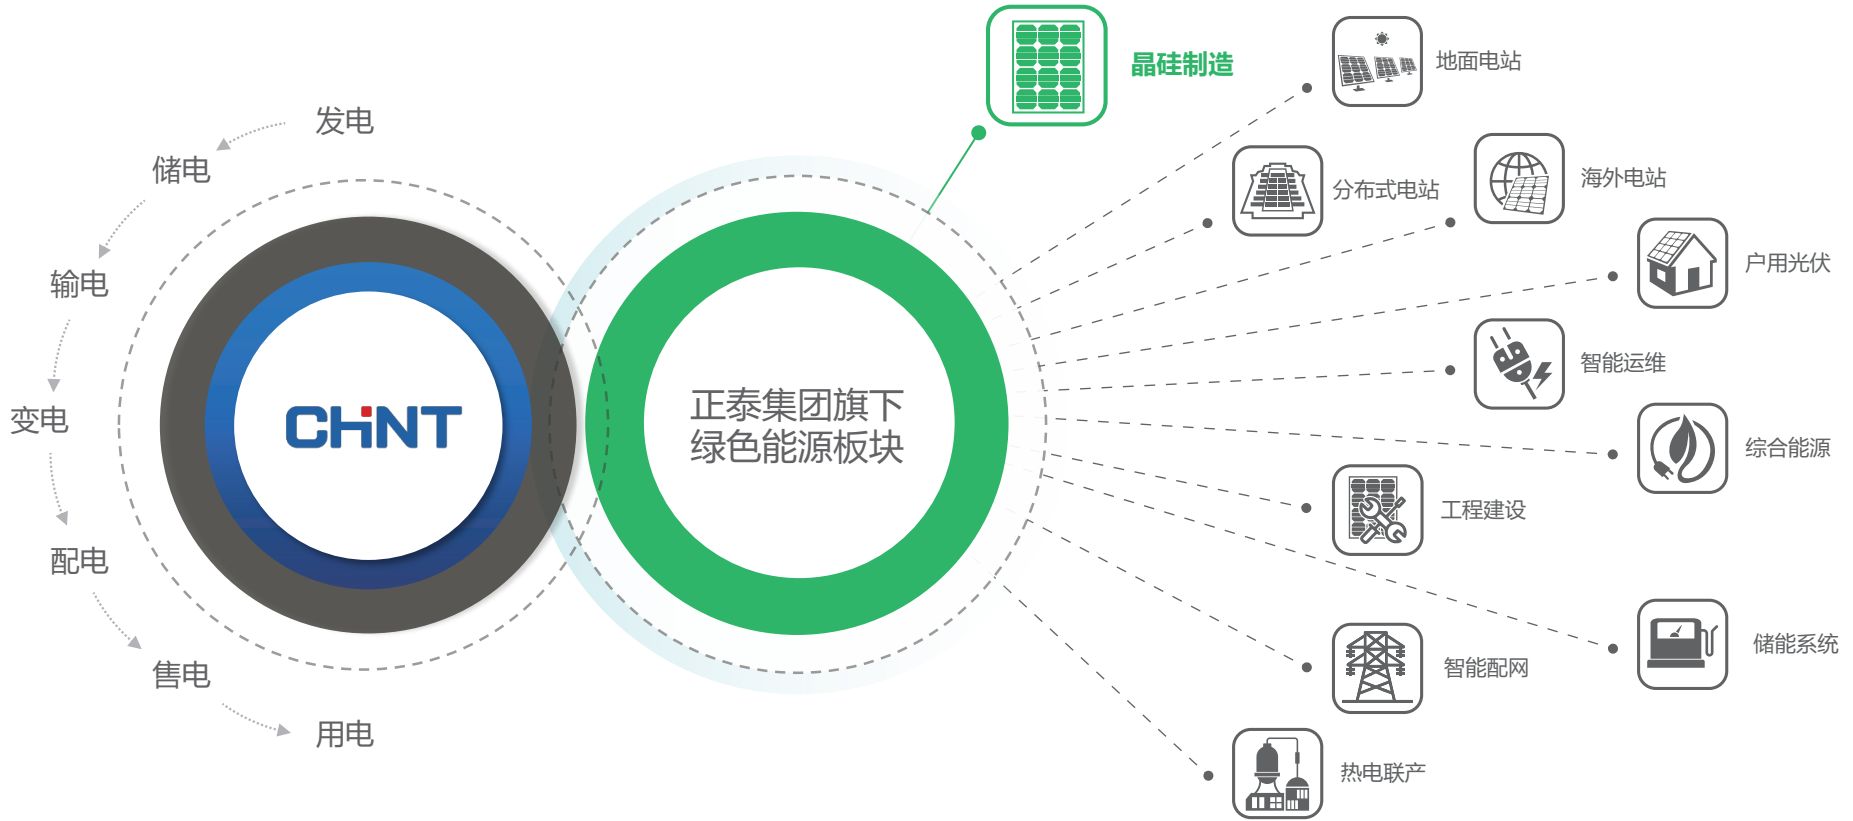 发电
储电
输电
变电
配电
售电
用电
CHINT
正泰集团旗下
绿色能源板块
晶硅制造
地面电站
分布式电站
海外电站
户用光伏
智能运维
综合能源
工程建设
储能系统
智能配网
热电联产